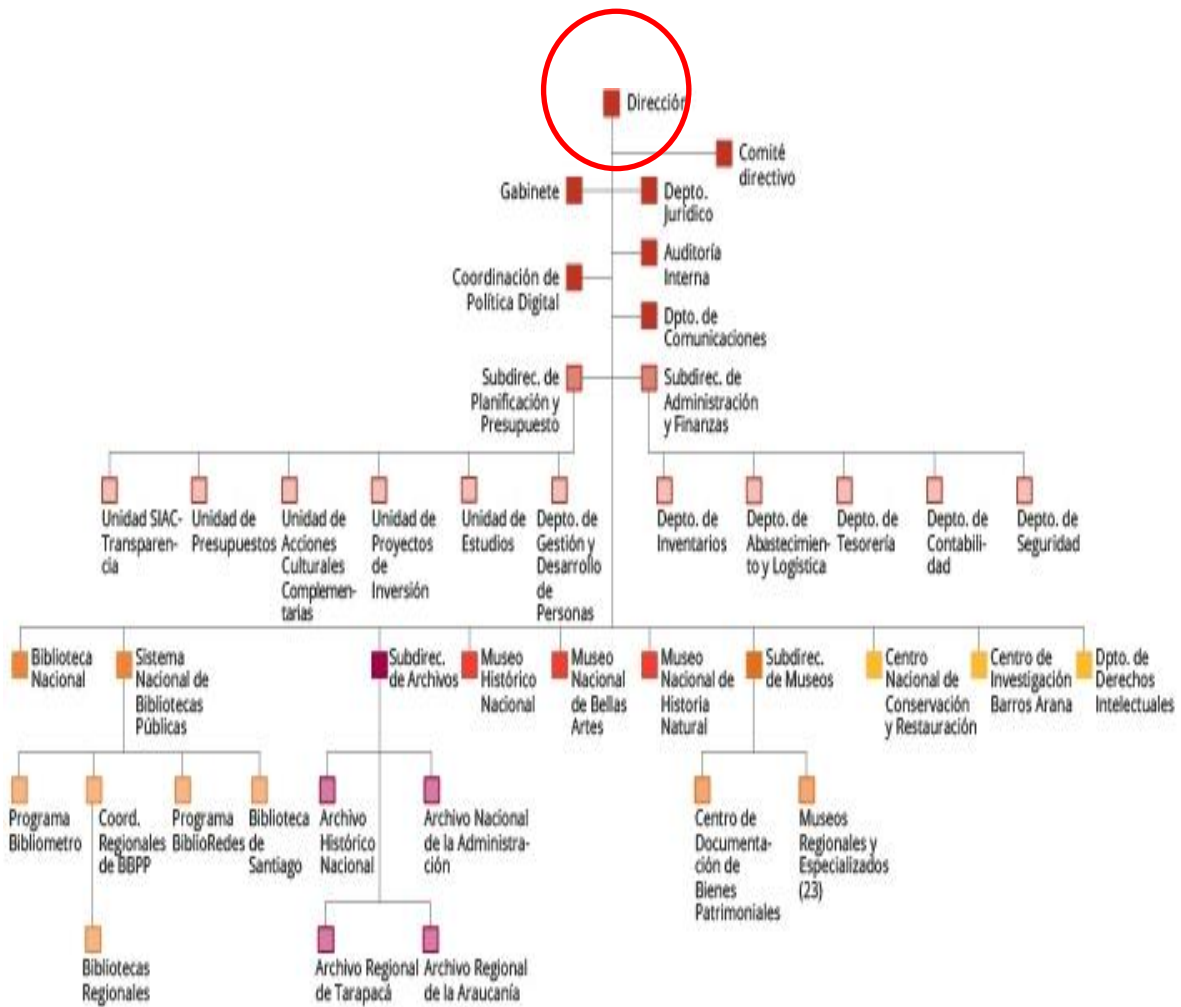 Dirección
Comité
directivo
Gabinete
Depto.
Jurídico
Auditoría
Interna
Coordinación de
Política Digital
Dpto. de
Comunicaciones
Subdirec. de
Planificación y
Presupuesto
Subdirec. de
Administración
y Finanzas
Unidad SIAC-
Transparen-
cia
Unidad de
Presupuestos
Unidad de
Acciones
Culturales
Complemen-
tarias
Unidad de
Proyectos
de
Inversión
Unidad de
Estudios
Depto. de
Gestión y
Desarrollo
de
Personas
Depto. de
Inventarios
Depto. de
Abastecimien-
to y Logística
Depto. de
Tesorería
Depto. de
Contabili-
dad
Depto. de
Seguridad
Biblioteca
Nacional
Sistema
Nacional de
Bibliotecas
Públicas
Subdirec.
de Archivos
Museo
Histórico
Nacional
Museo
Nacional
de Bellas
Artes
Museo
Nacional de
Historia
Natural
Subdirec.
de Museos
Centro
Nacional de
Conservación
y Restauración
Centro de
Investigación
Barros Arana
Dpto. de
Derechos
Intelectuales
Programa
Bibliometro
Coord.
Regionales
de BBPP
Programa
BiblioRedes
Biblioteca
de
Santiago
Archivo
Histórico
Nacional
Archivo Nacional
de la Administra-
ción
Centro de
Documenta-
ción de
Bienes
Patrimoniales
Museos
Regionales y
Especializados
(23)
Bibliotecas
Regionales
Archivo Regional
de Tarapacá
Archivo Regional
de la Araucanía